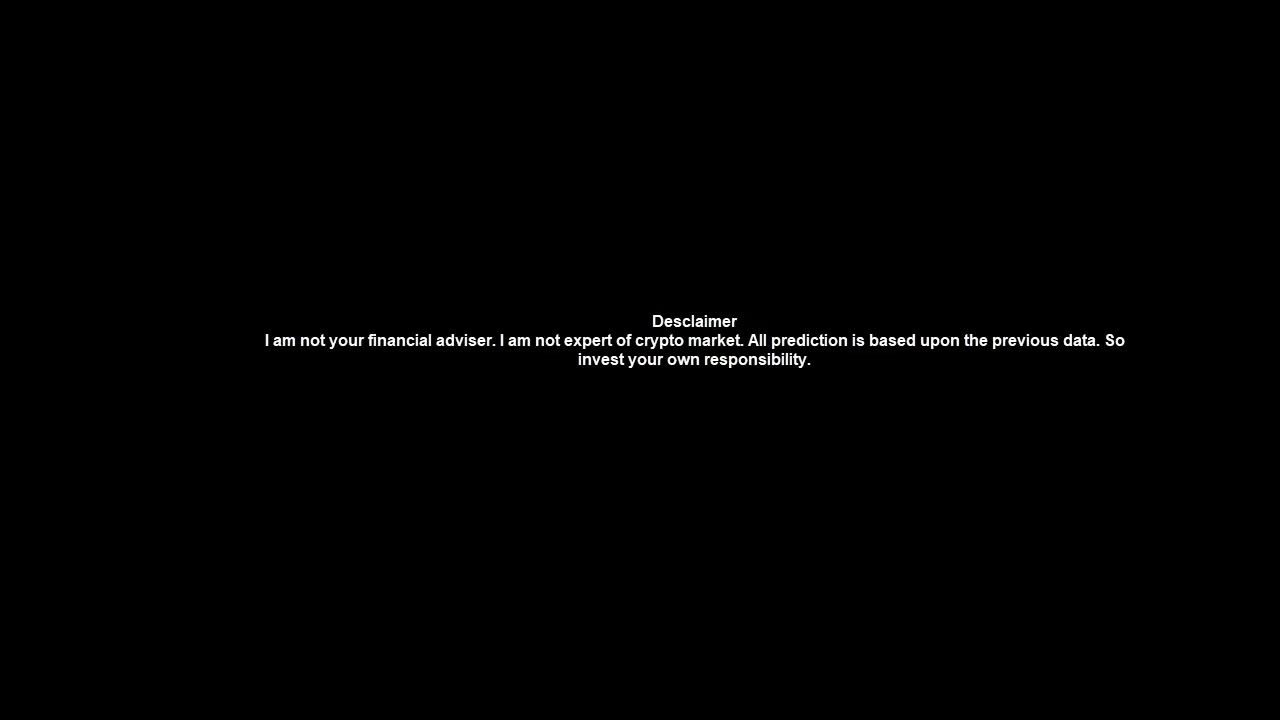 Desclaimer
I am not your financial adviser. I am not expert of crypto market. All prediction is based upon the previous data. So
invest your own responsibility.